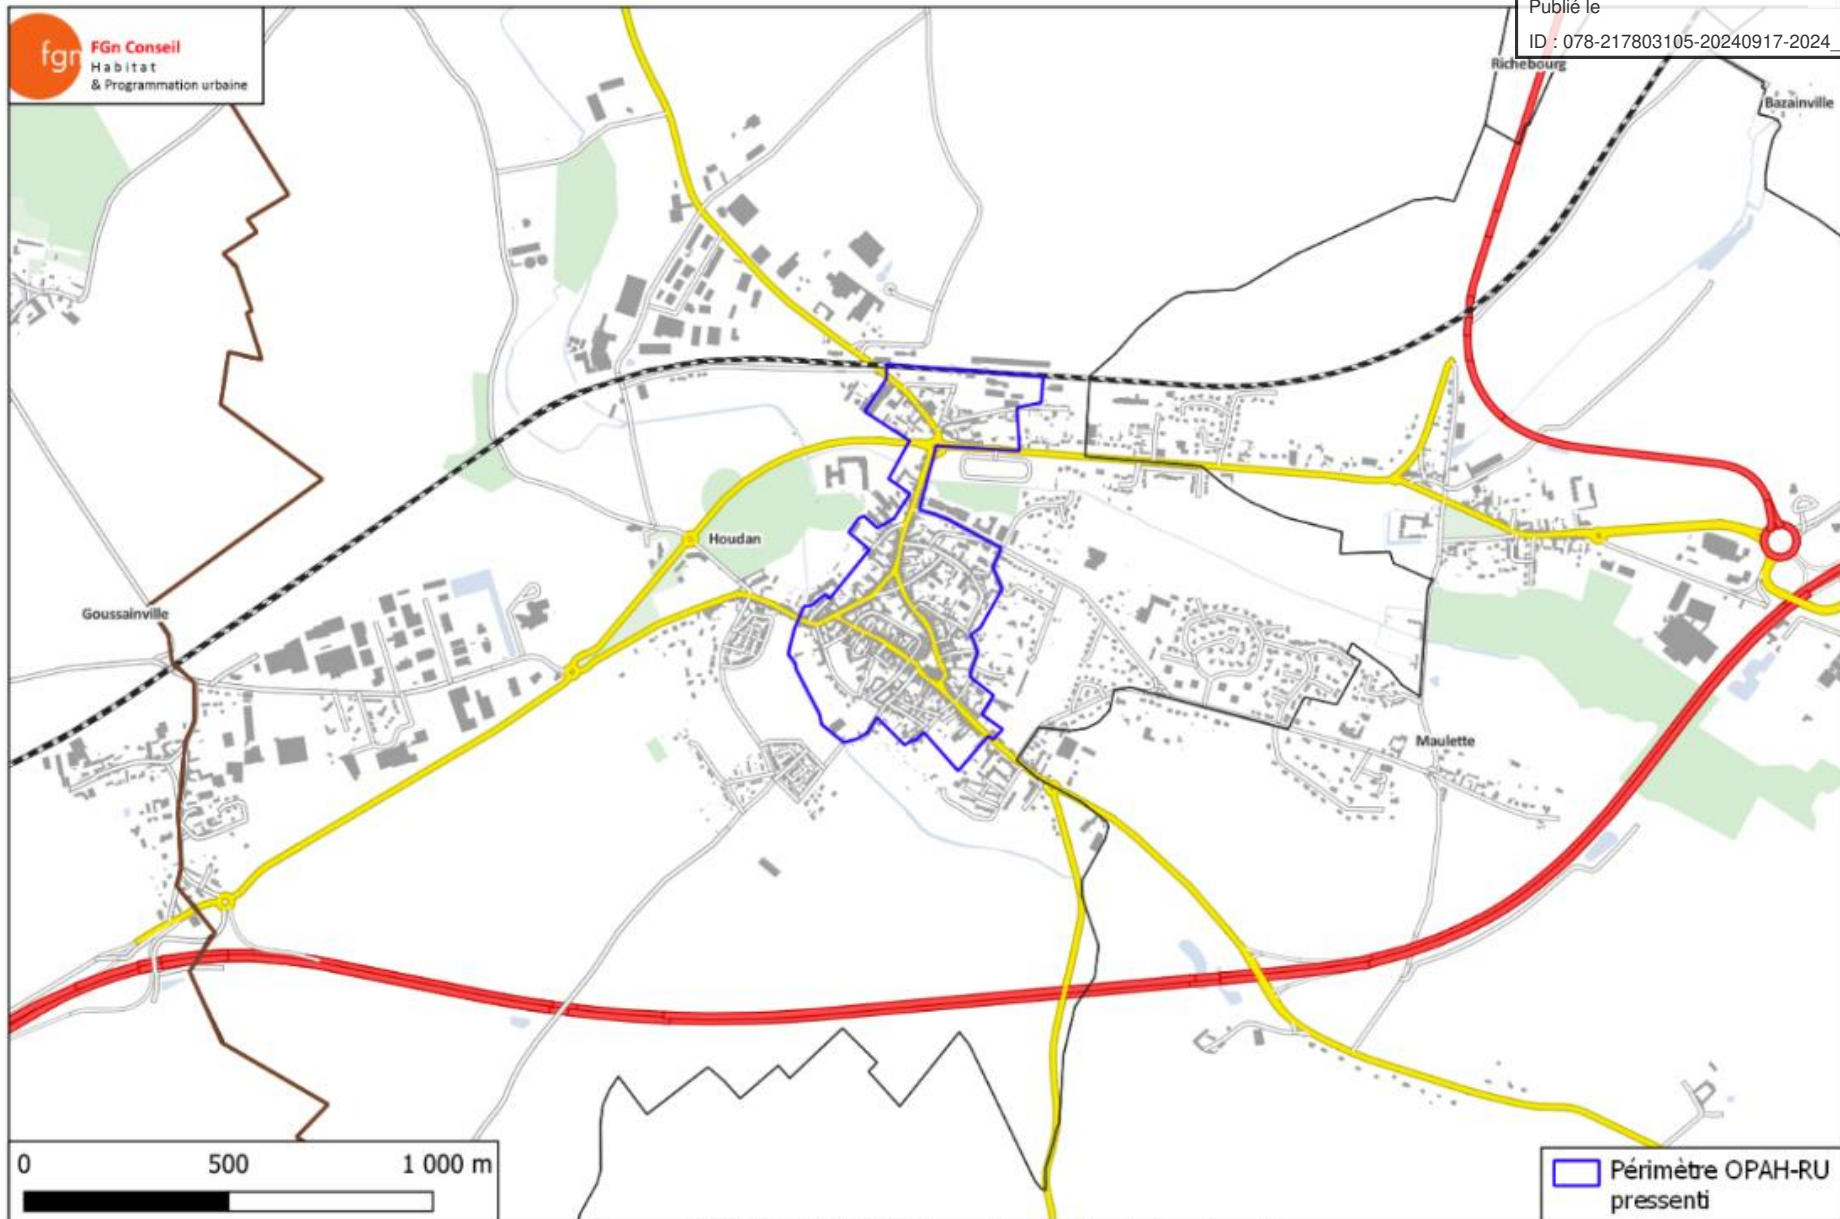 Publié le
ID : 078-217803105-20240917-2024_
fgn
FGn Conseil
Habitat
& Programmation urbaine
Richebourg
Bazainville
Houdan
Goussainville
Maulette
0 500 1 000 m
Périmètre OPAH-RU
pressenti